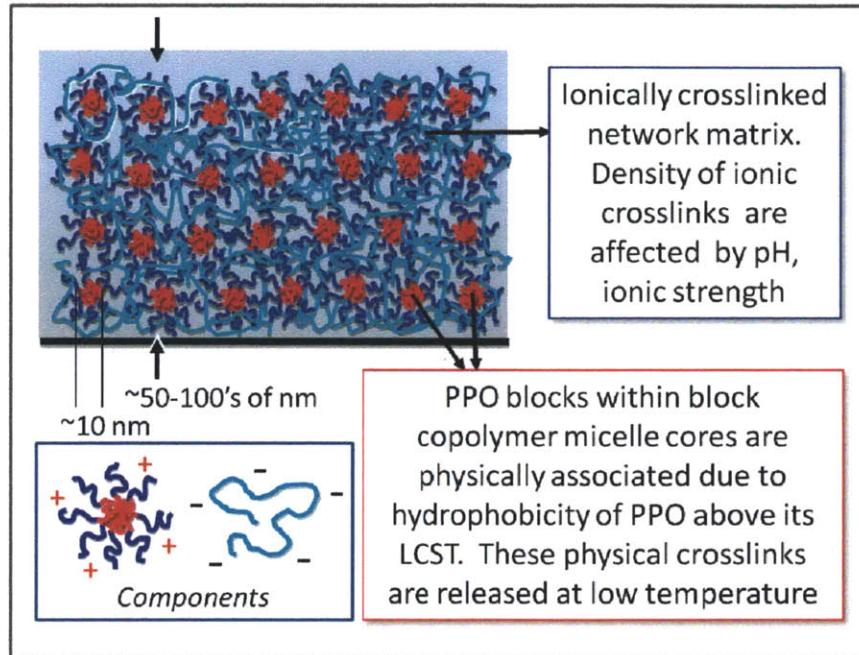 Ionically crosslinked
network matrix.
Density of ionic
crosslinks are
affected by pH,
ionic strength
~50-100's of nm
~10 nm
+
+
+
+
+
+
−
−
−
−
−
Components
PPO blocks within block
copolymer micelle cores are
physically associated due to
hydrophobicity of PPO above its
LCST. These physical crosslinks
are released at low temperature